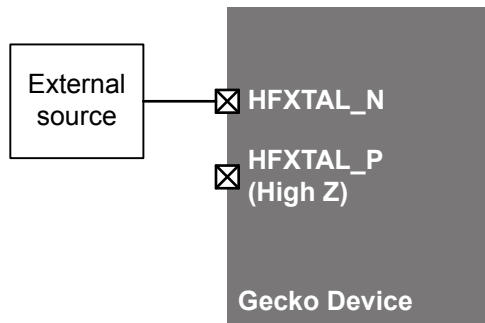 External
source
HFXTAL_N
HFXTAL_P
(High Z)
Gecko Device